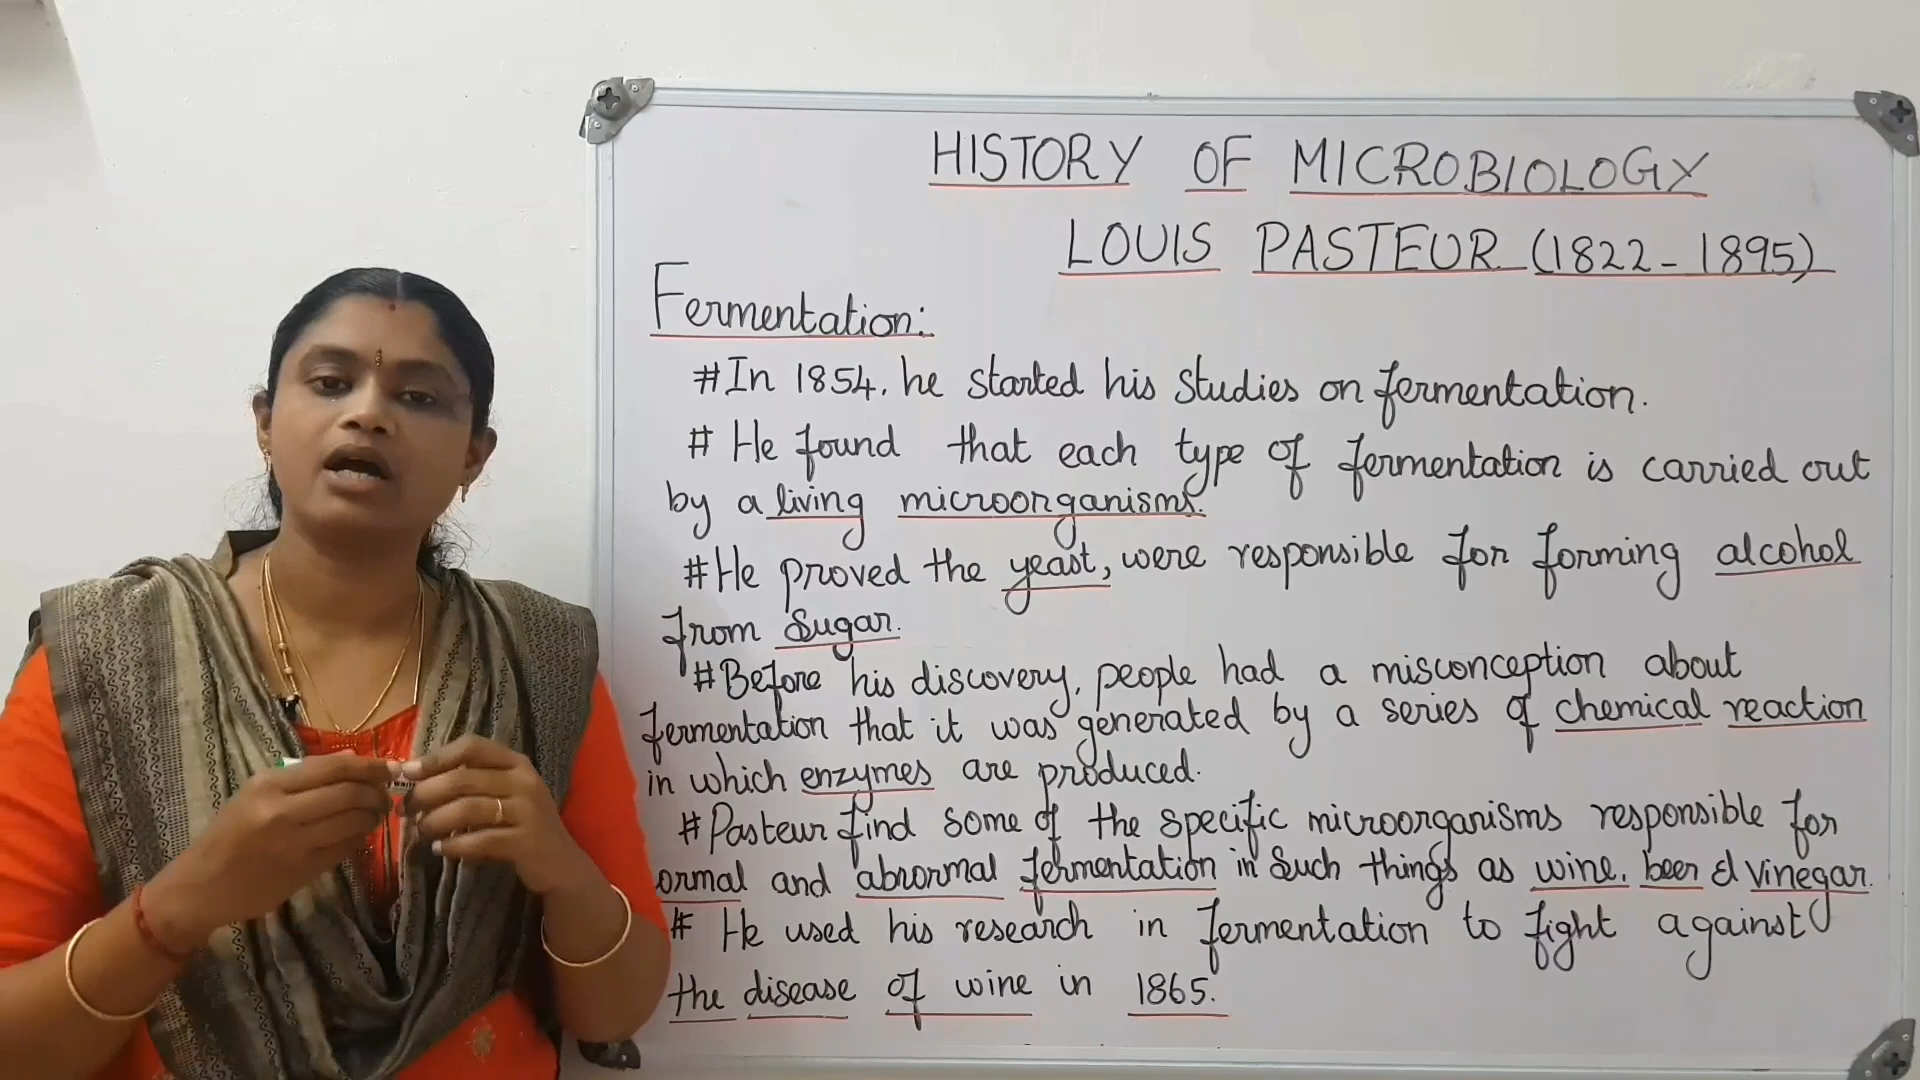 HISTORY OF MICROBIOLOGY
LOUIS PASTEUR (1822-1895)
Fermentation:
#In 1854, he started his studies on fermentation.
# He found that each type of fermentation is carried out
by a living microorganisms.
#He proved the yeast, were responsible for forming alcohol
from Sugar.
#Before his discovery, people had a misconception about
fermentation that it was generated by a series of chemical reaction
in which enzymes are produced.
#Pasteur find some of the specific microorganisms responsible for
ormal and abnormal fermentation in such things as wine, beer & vinegar.
# He used his research in fermentation to fight against
the disease of wine in 1865.